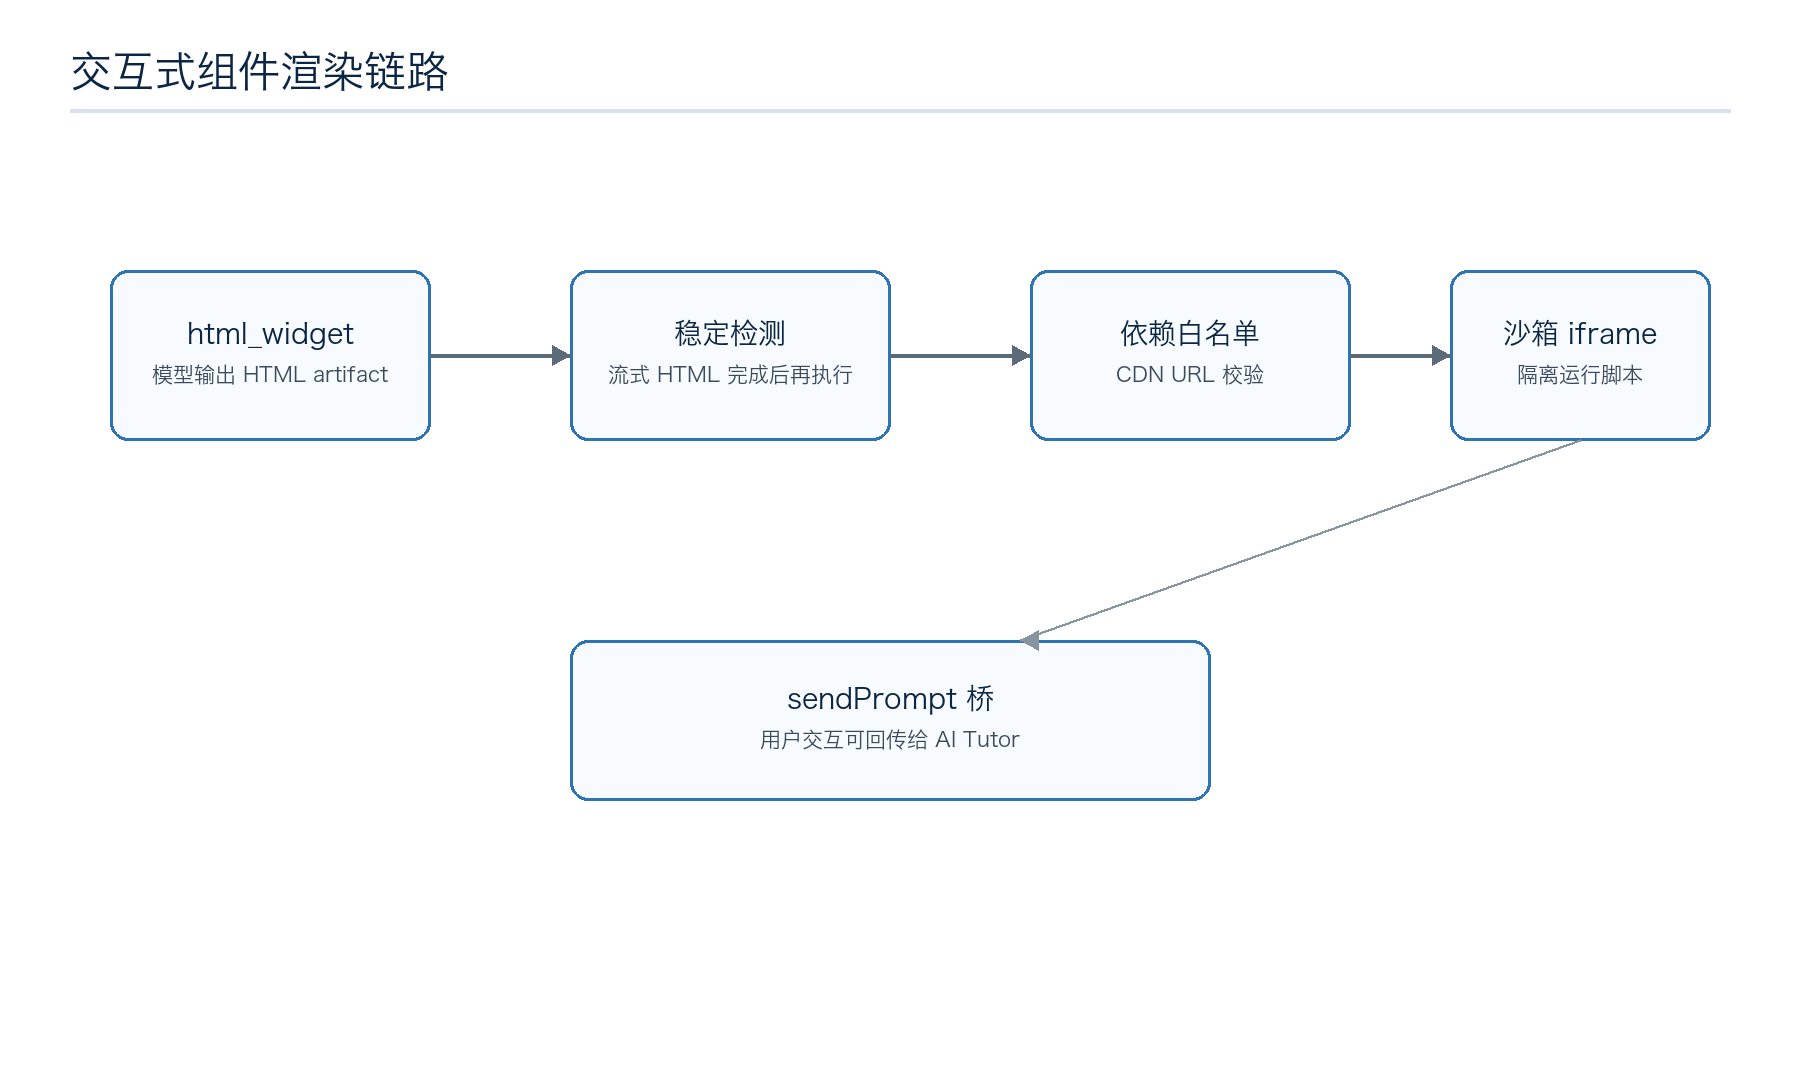 交互式组件渲染链路
html_widget
模型输出 HTML artifact
稳定检测
流式 HTML 完成后再执行
依赖白名单
CDN URL 校验
沙箱 iframe
隔离运行脚本
sendPrompt 桥
用户交互可回传给 AI Tutor